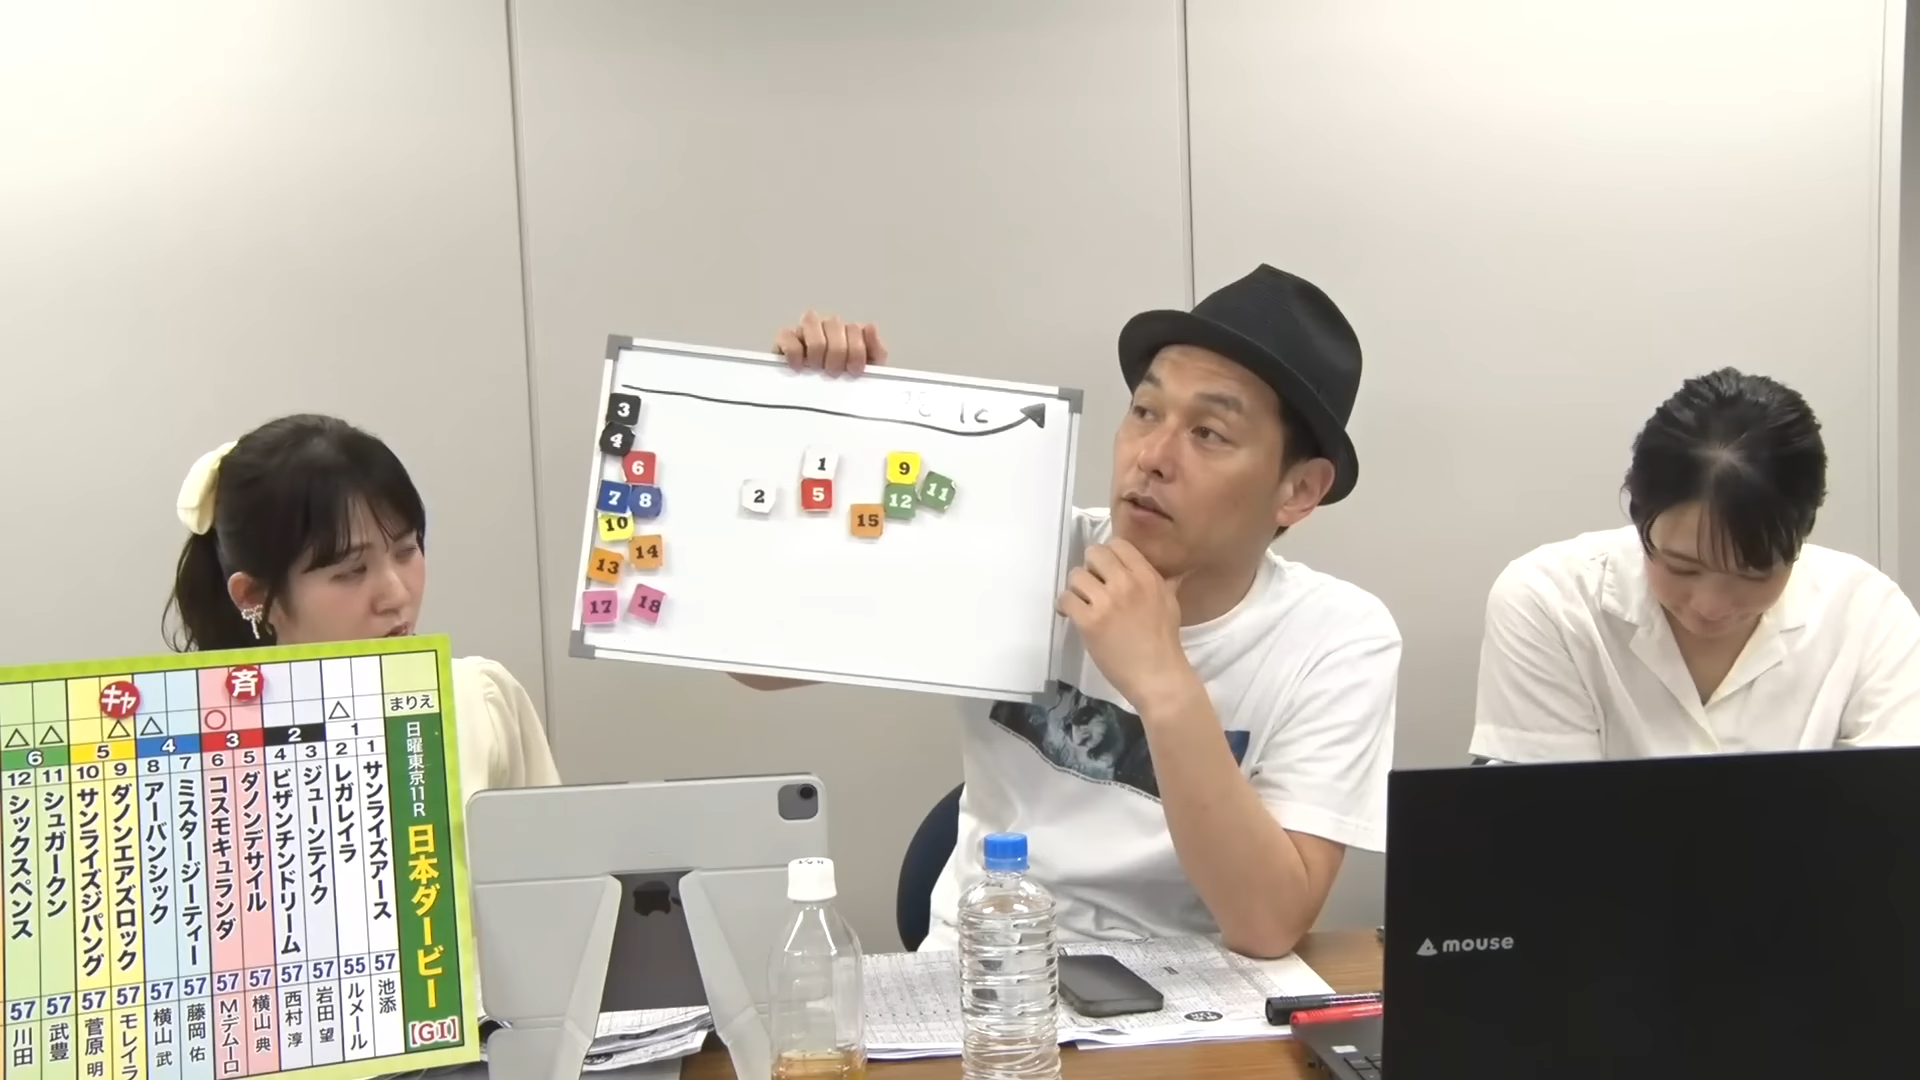 3
4
6
7 8
10
13 14
17 18
2
1
5
15
9
12 11
キャ
斉
△ △ △ △ ○ △
まりえ
6 5 4 3 2 1
12 11 10 9 8 7 6 5 4 3 2 1
日曜東京11R
日本ダービー
[GI]
サンライズアース
57
池添
レガレイラ
55
ルメール
ジューンテイク
57
岩田望
ビザンチンドリーム
57
西村淳
ダノンデサイル
57
横山典
コスモキュランダ
57
M・デムーロ
ミスタージーティー
57
藤岡佑
アーバンシック
57
横山武
ダノンエアズロック
57
モレイラ
サンライズジパング
57
菅原明
シュガークン
57
武豊
シックスペンス
57
川田
mouse